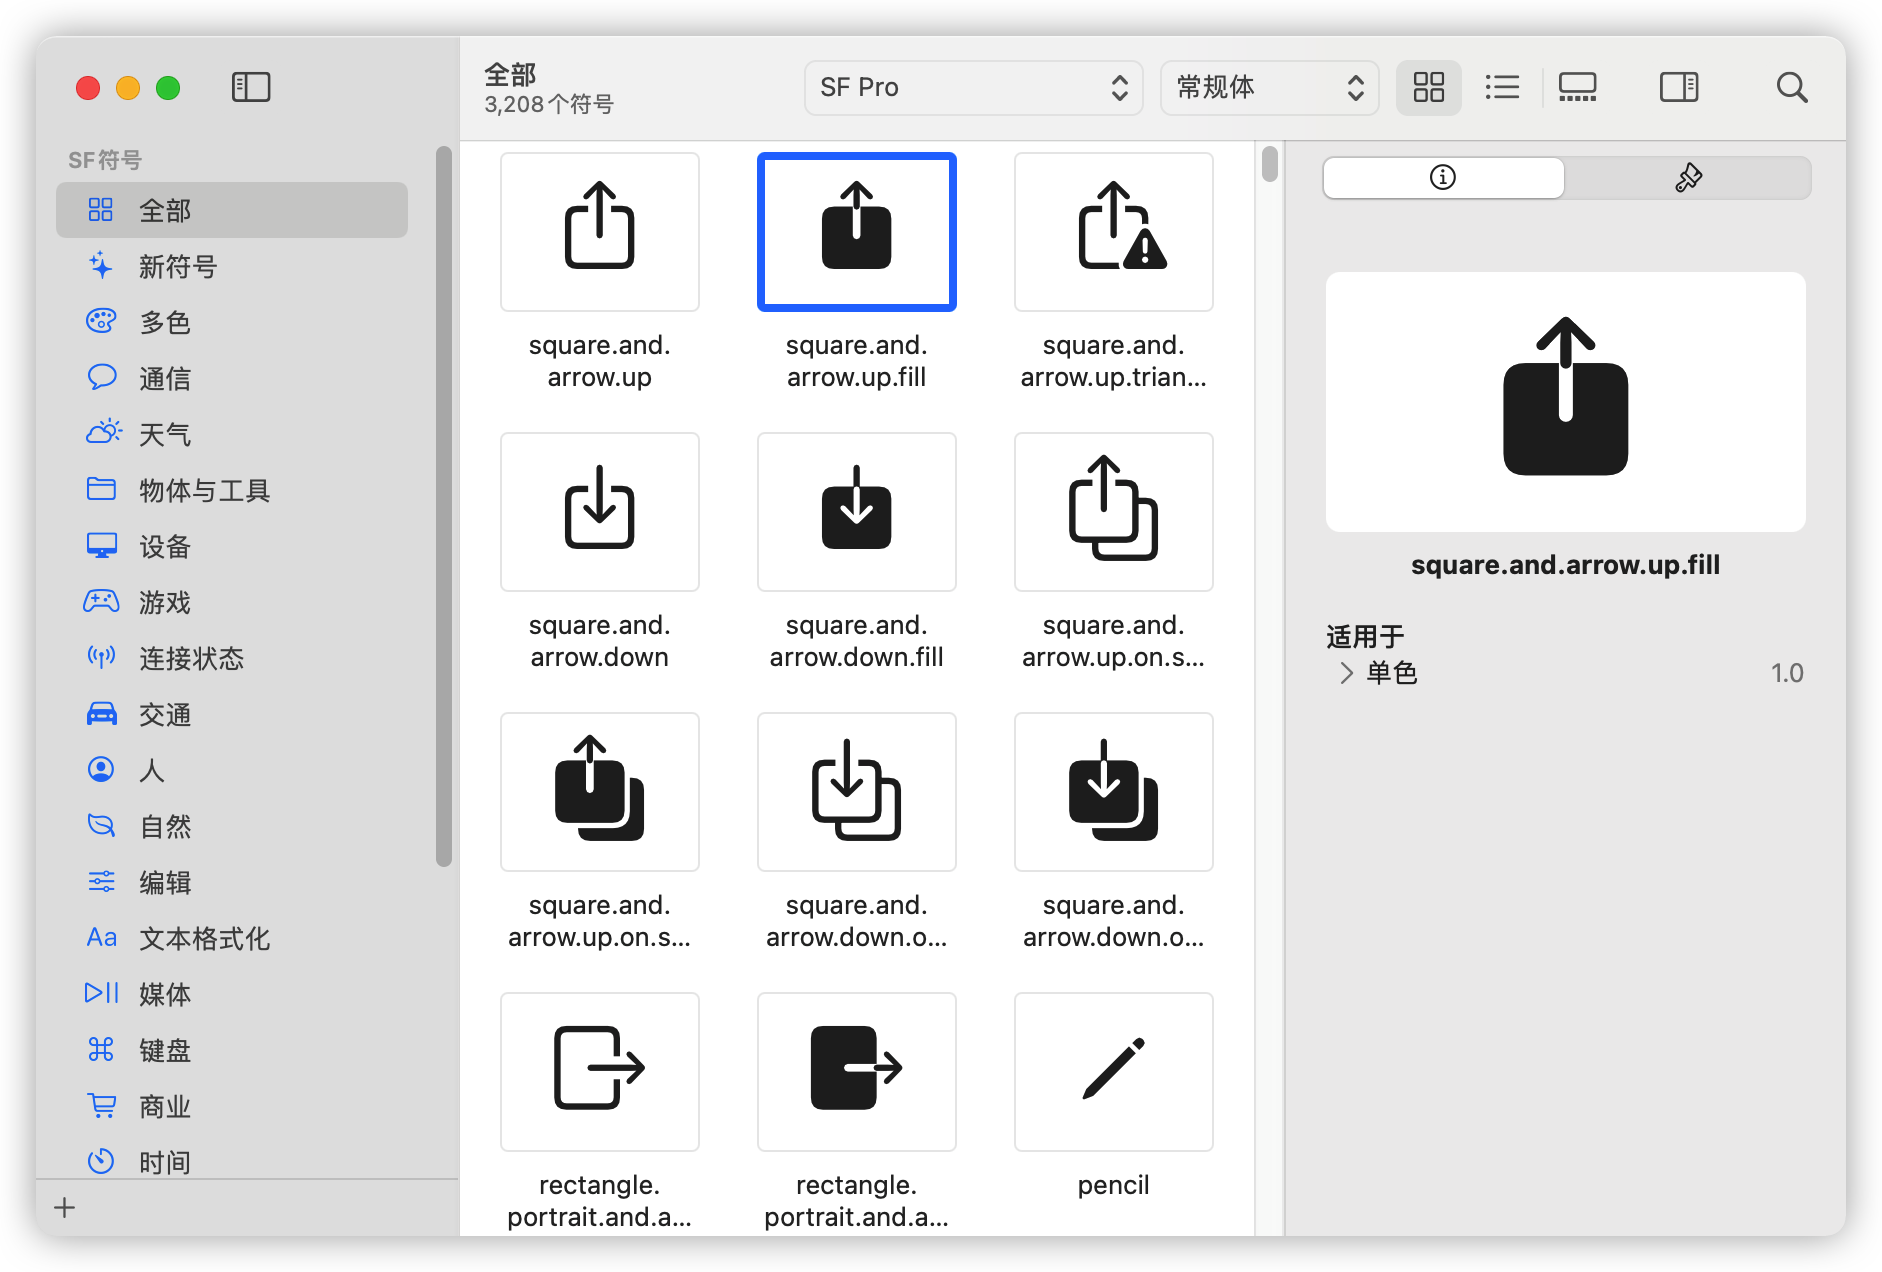 全部
3,208个符号
SF Pro
常规体
SF符号
全部
新符号
多色
通信
天气
物体与工具
设备
游戏
连接状态
交通
人
自然
编辑
Aa 文本格式化
媒体
键盘
商业
时间
square.and.
arrow.up
square.and.
arrow.up.fill
square.and.
arrow.up.trian...
square.and.
arrow.down
square.and.
arrow.down.fill
square.and.
arrow.up.on.s...
square.and.
arrow.up.on.s...
square.and.
arrow.down.o...
square.and.
arrow.down.o...
rectangle.
portrait.and.a...
rectangle.
portrait.and.a...
pencil
square.and.arrow.up.fill
适用于
单色 1.0